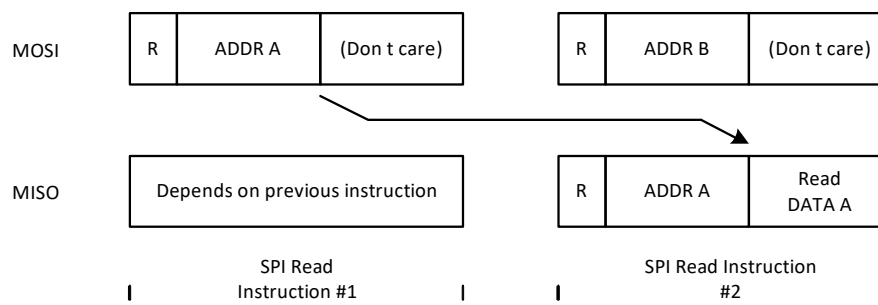 MOSI R ADDR A (Don t care) R ADDR B (Don t care)
MISO Depends on previous instruction R ADDR A Read
DATA A
SPI Read
Instruction #1
SPI Read Instruction
#2